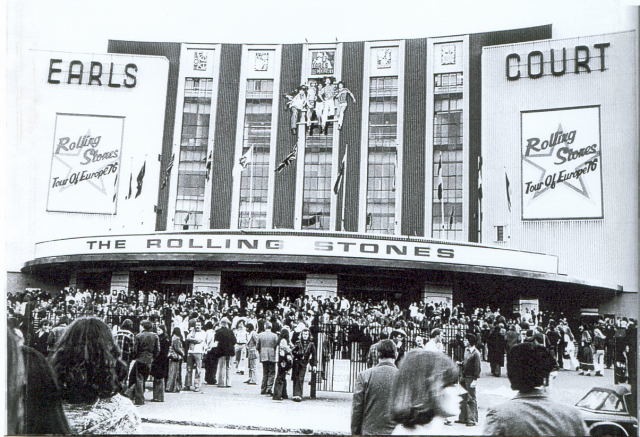 EARLS
COURT
Rolling
Stones
Tour Of Europe 76
Rolling
Stones
Tour Of Europe '76
THE ROLLING STONES